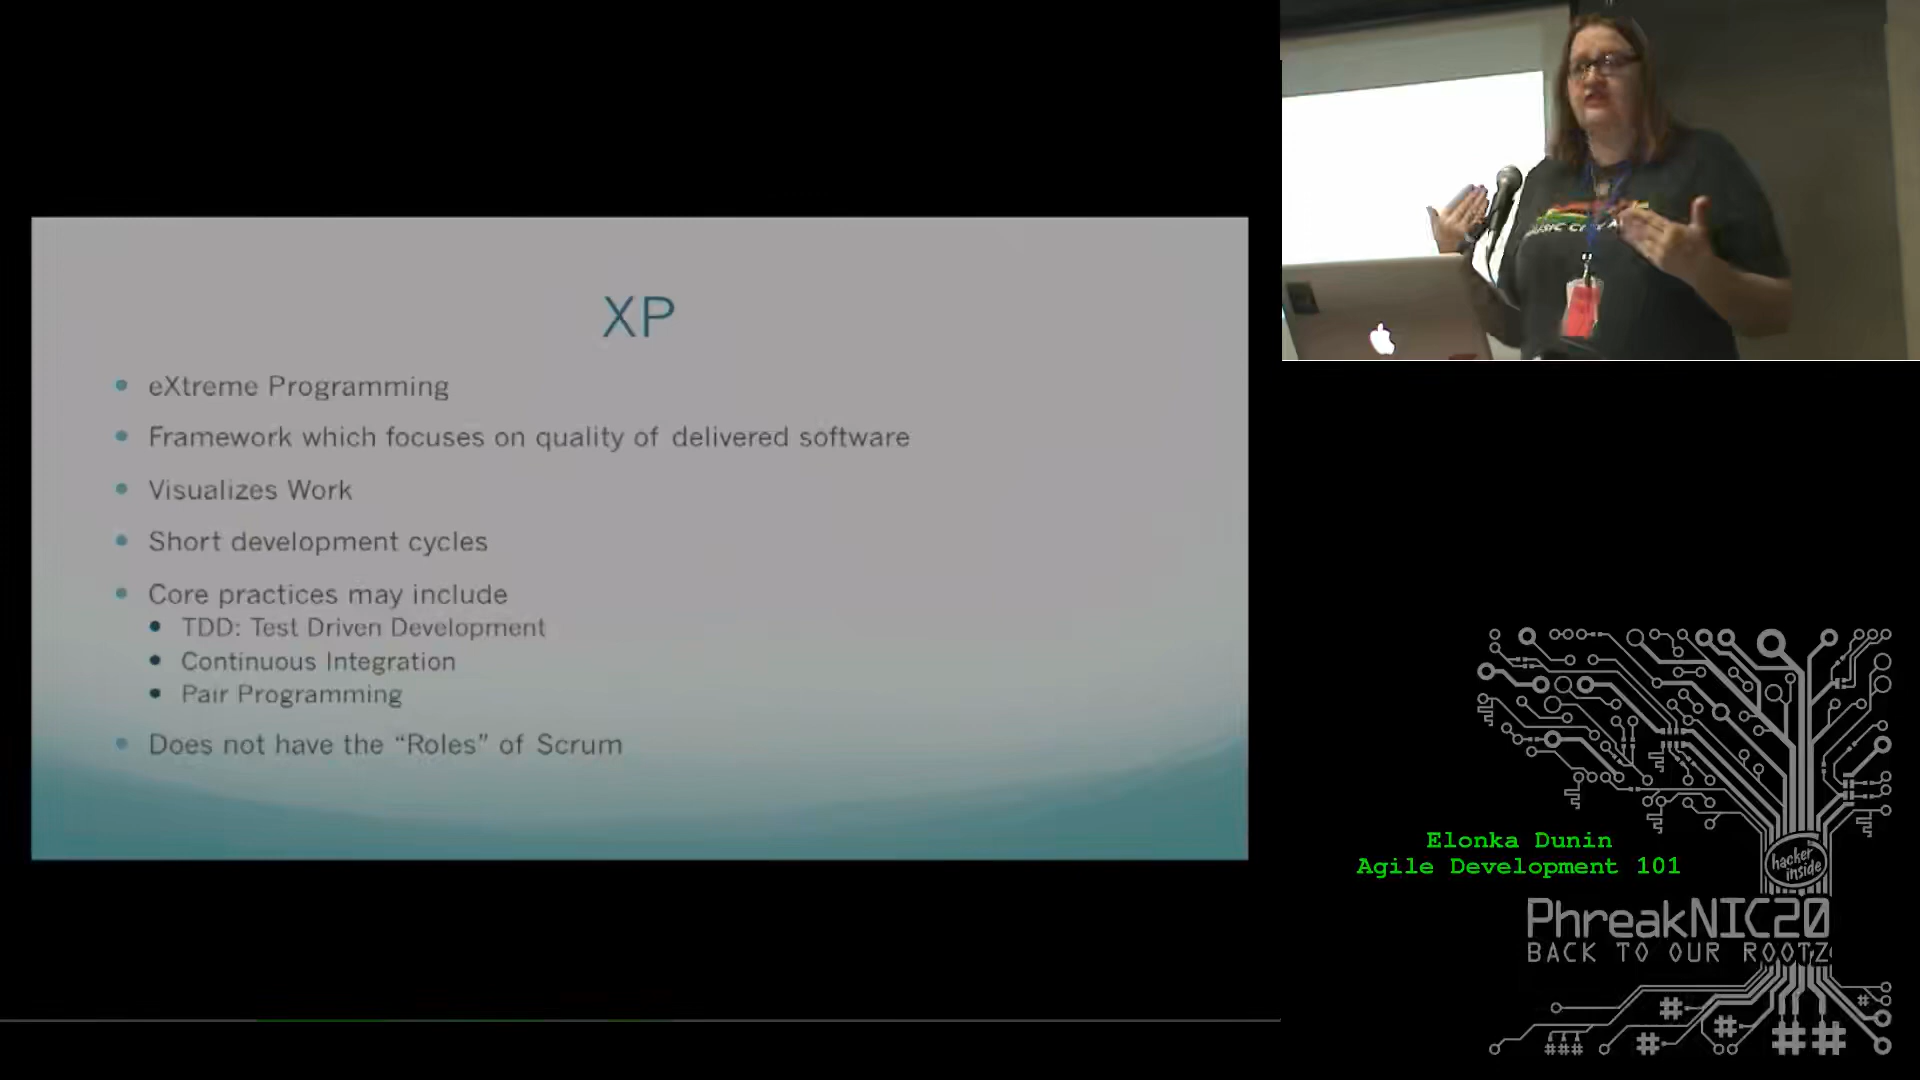 XP
eXtreme Programming
Framework which focuses on quality of delivered software
Visualizes Work
Short development cycles
Core practices may include
TDD: Test Driven Development
Continuous Integration
Pair Programming
Does not have the “Roles” of Scrum
MUSIC CITY
Elonka Dunin
Agile Development 101
hacker
inside
PhreakNIC20
BACK TO OUR ROOTZ
# # # ##
### #